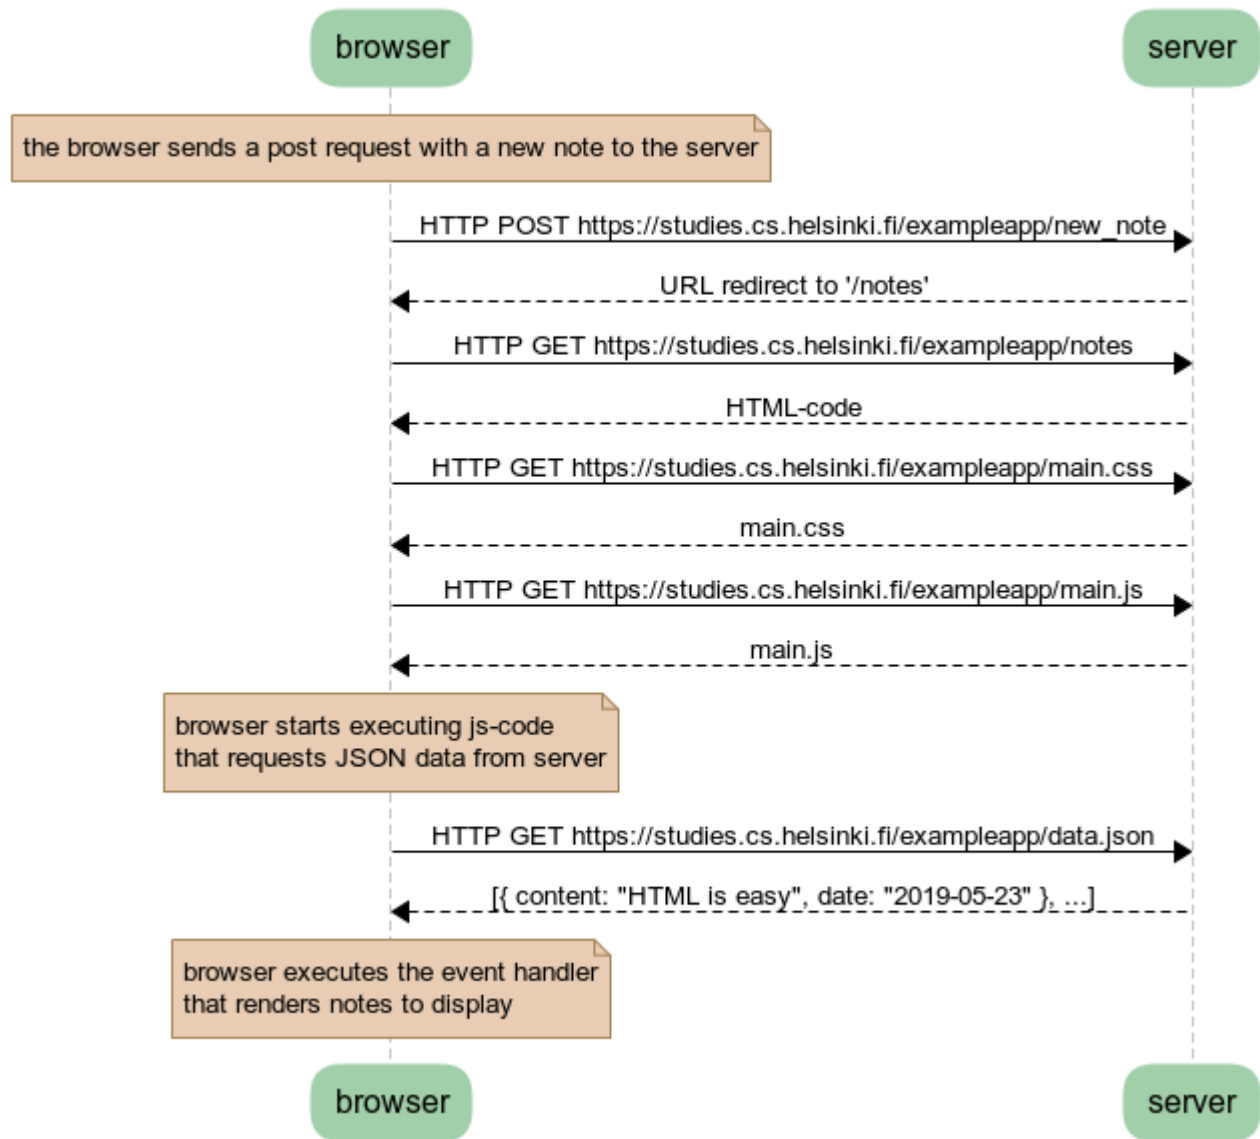 browser
server
the browser sends a post request with a new note to the server
HTTP POST https://studies.cs.helsinki.fi/exampleapp/new_note
URL redirect to '/notes'
HTTP GET https://studies.cs.helsinki.fi/exampleapp/notes
HTML-code
HTTP GET https://studies.cs.helsinki.fi/exampleapp/main.css
main.css
HTTP GET https://studies.cs.helsinki.fi/exampleapp/main.js
main.js
browser starts executing js-code
that requests JSON data from server
HTTP GET https://studies.cs.helsinki.fi/exampleapp/data.json
[{ content: "HTML is easy", date: "2019-05-23" }, ...]
browser executes the event handler
that renders notes to display
browser
server